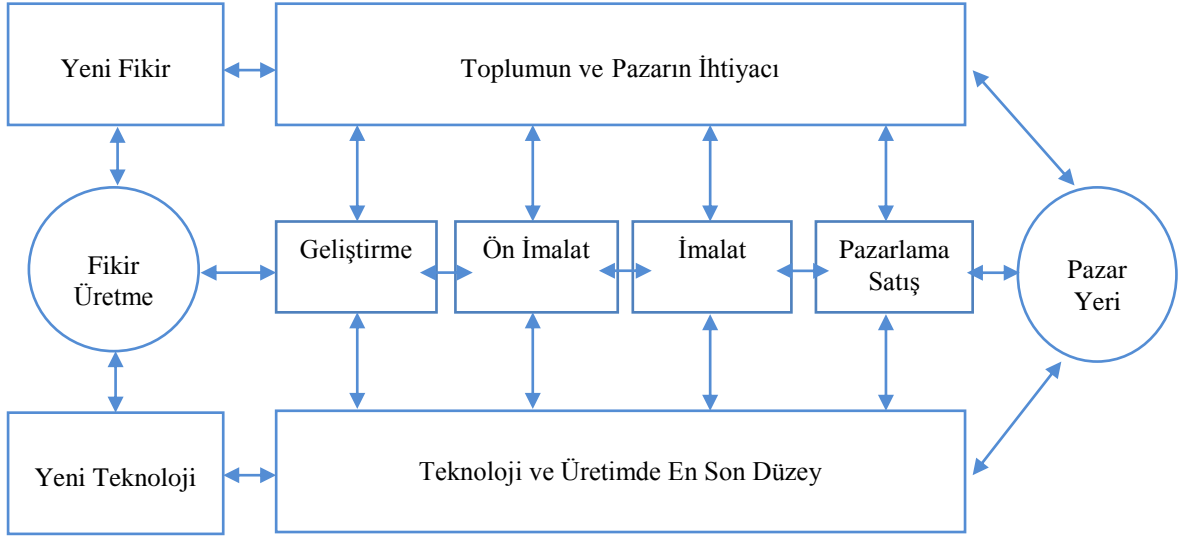 Yeni Fikir
Toplumun ve Pazarın İhtiyacı
Fikir
Üretme
Geliştirme
Ön İmalat
İmalat
Pazarlama
Satış
Pazar
Yeri
Yeni Teknoloji
Teknoloji ve Üretimde En Son Düzey